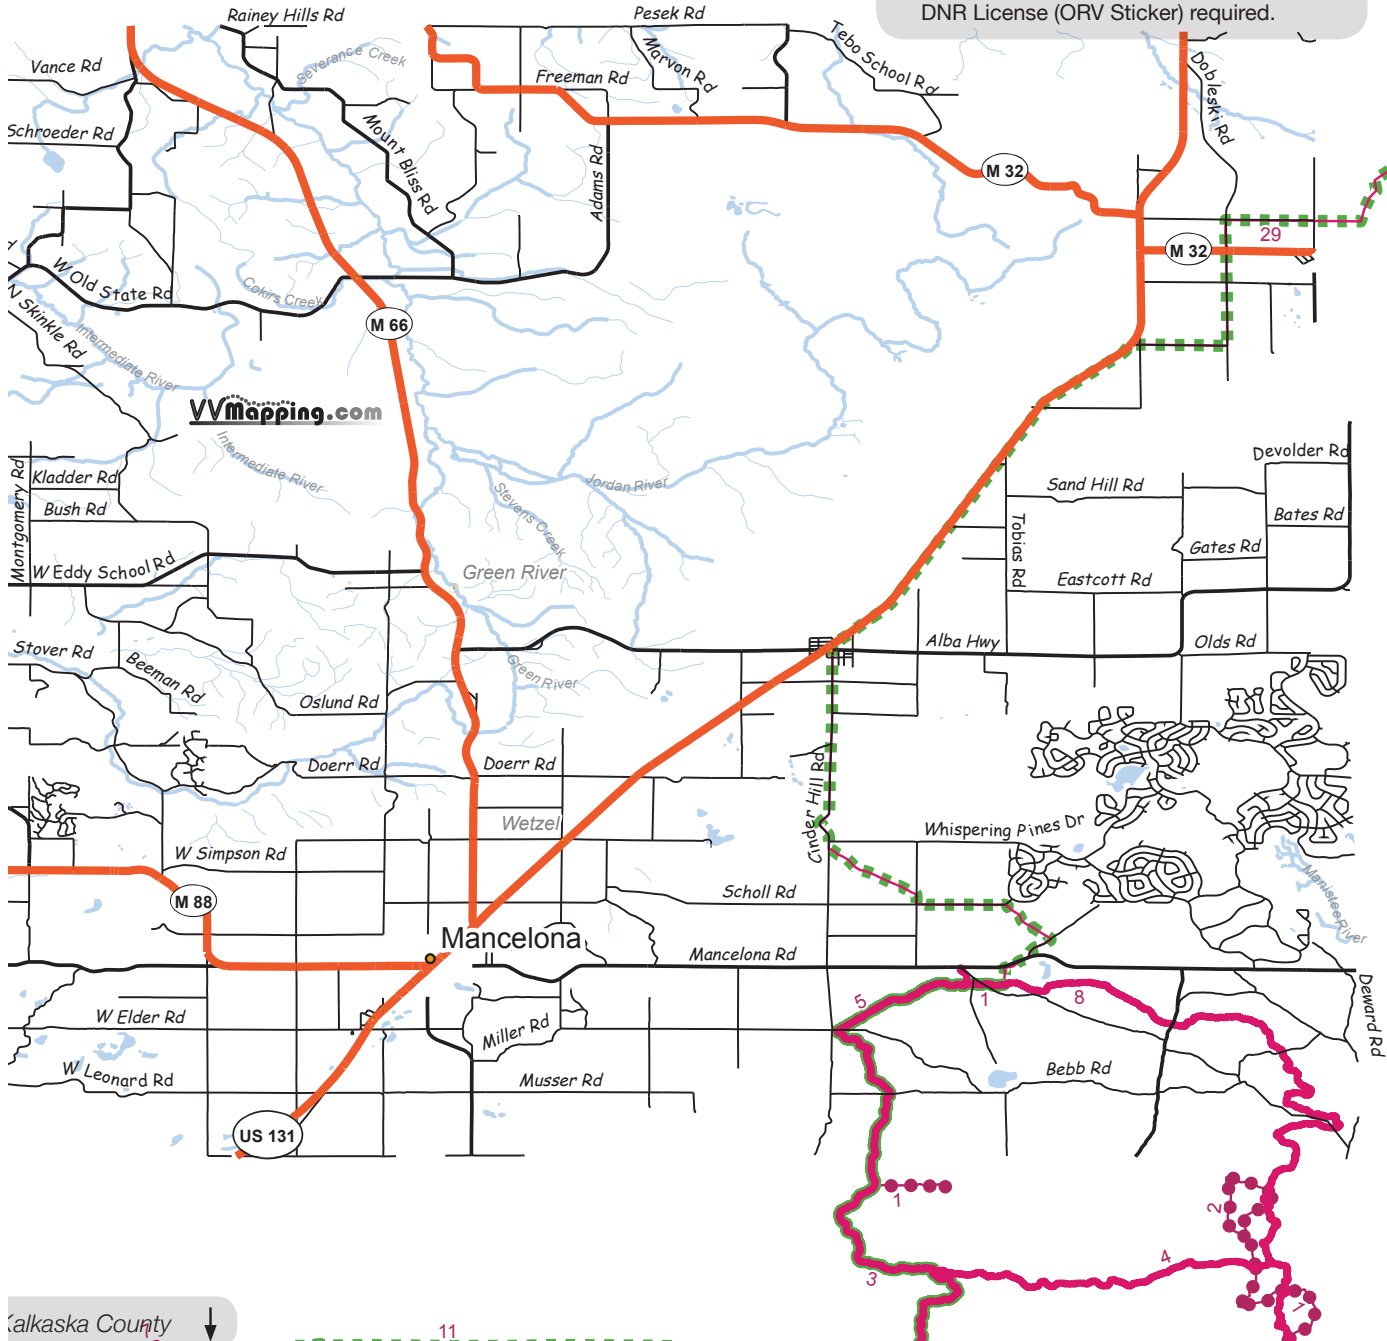 DNR License (ORV Sticker) required.
Rainey Hills Rd
Pesek Rd
Tebo School Rd
Vance Rd
Severance Creek
Freeman Rd
Marvon Rd
Dobleski Rd
Schroeder Rd
Mount Bliss Rd
Adams Rd
M 32
29
M 32
W Old State Rd
Cokirs Creek
N Skinkle Rd
M 66
Intermediate River
VVMapping.com
Intermediate River
Montgomery Rd
Kladder Rd
Bush Rd
Jordan River
Stevens Creek
Sand Hill Rd
Devolder Rd
Bates Rd
Tobias Rd
Gates Rd
W Eddy School Rd
Green River
Eastcott Rd
Stover Rd
Beeman Rd
Green River
Alba Hwy
Olds Rd
Oslund Rd
Doerr Rd
Doerr Rd
Cinder Hill Rd
Wetzel
Whispering Pines Dr
W Simpson Rd
M 88
Scholl Rd
Manistee River
Mancelona
Mancelona Rd
5
1
8
Deward Rd
W Elder Rd
Miller Rd
W Leonard Rd
Musser Rd
Bebb Rd
US 131
1
2
3
4
1
Kalkaska County
7
11